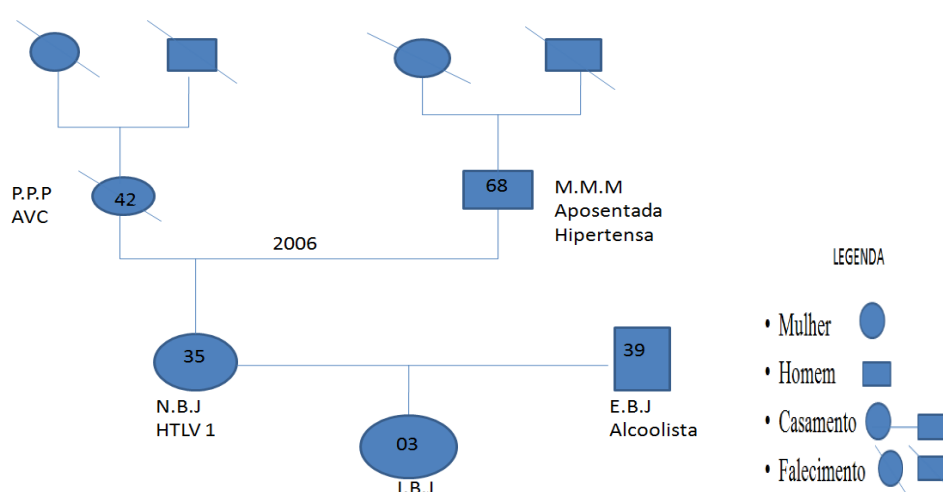 42
P.P.P
AVC
68
M.M.M
Aposentada
Hipertensa
2006
35
N.B.J
HTLV 1
39
E.B.J
Alcoolista
03
LEGENDA
• Mulher
• Homem
• Casamento
• Falecimento